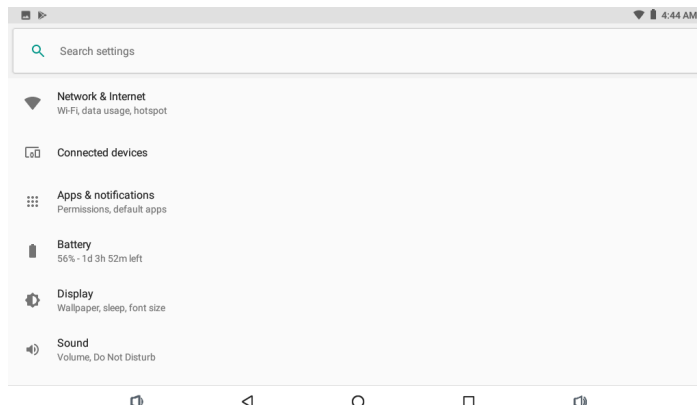 4:44 AM
Search settings
Network & Internet
Wi-Fi, data usage, hotspot
Connected devices
Apps & notifications
Permissions, default apps
Battery
56% - 1d 3h 52m left
Display
Wallpaper, sleep, font size
Sound
Volume, Do Not Disturb